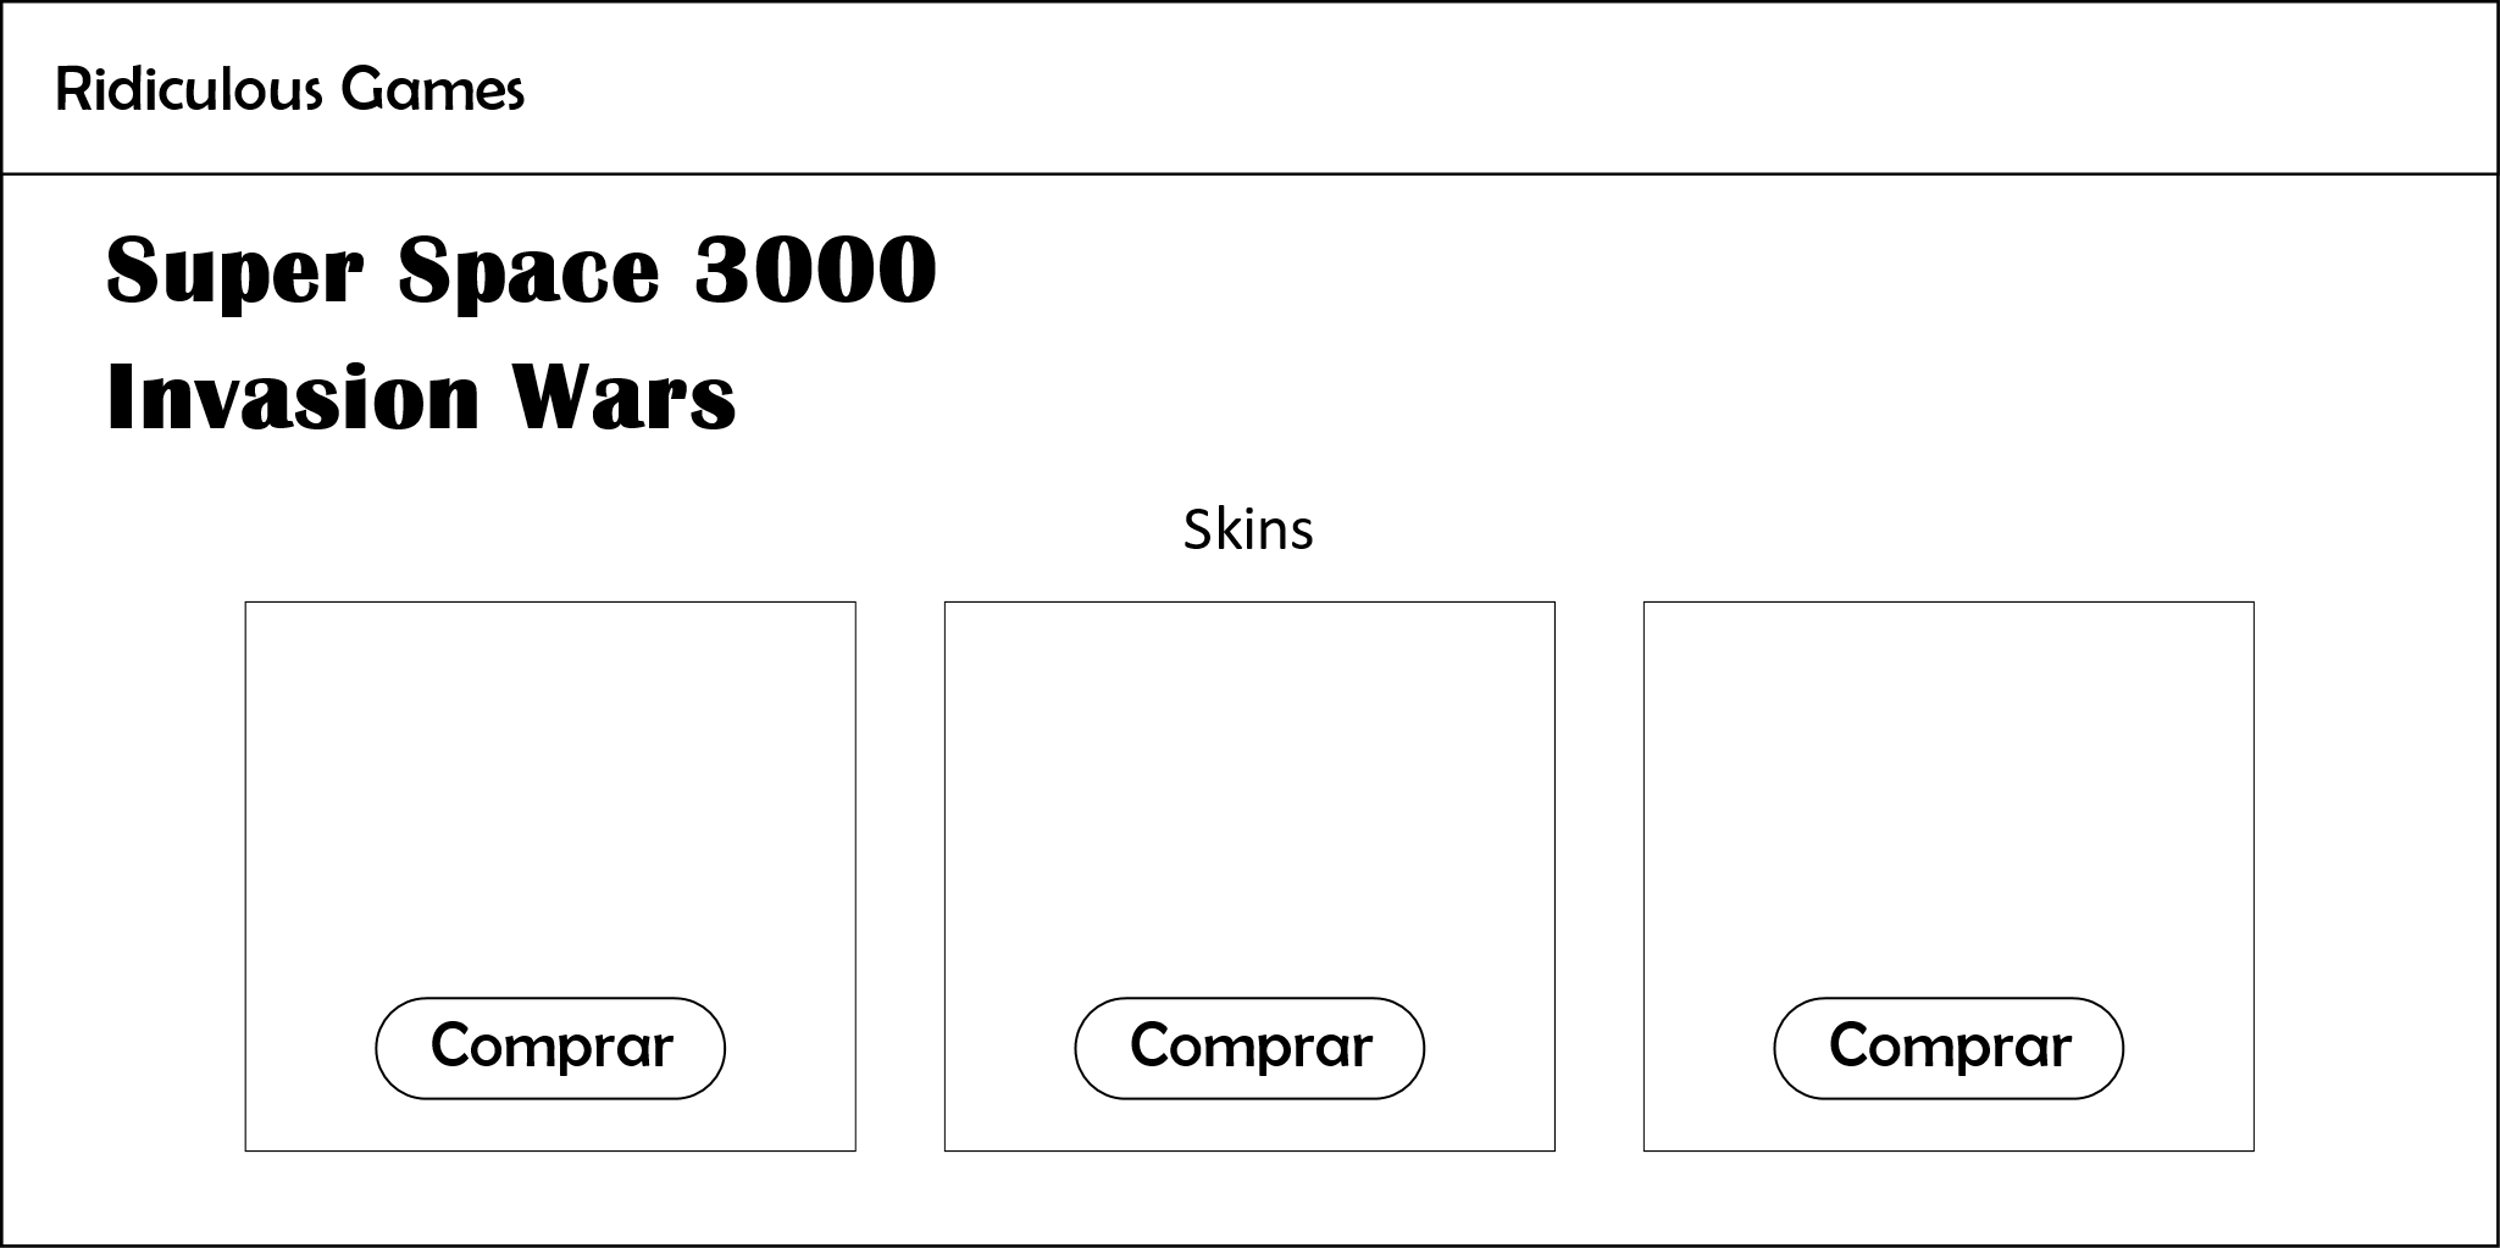 Ridiculous Games
Super Space 3000
Invasion Wars
Skins
Comprar
Comprar
Comprar